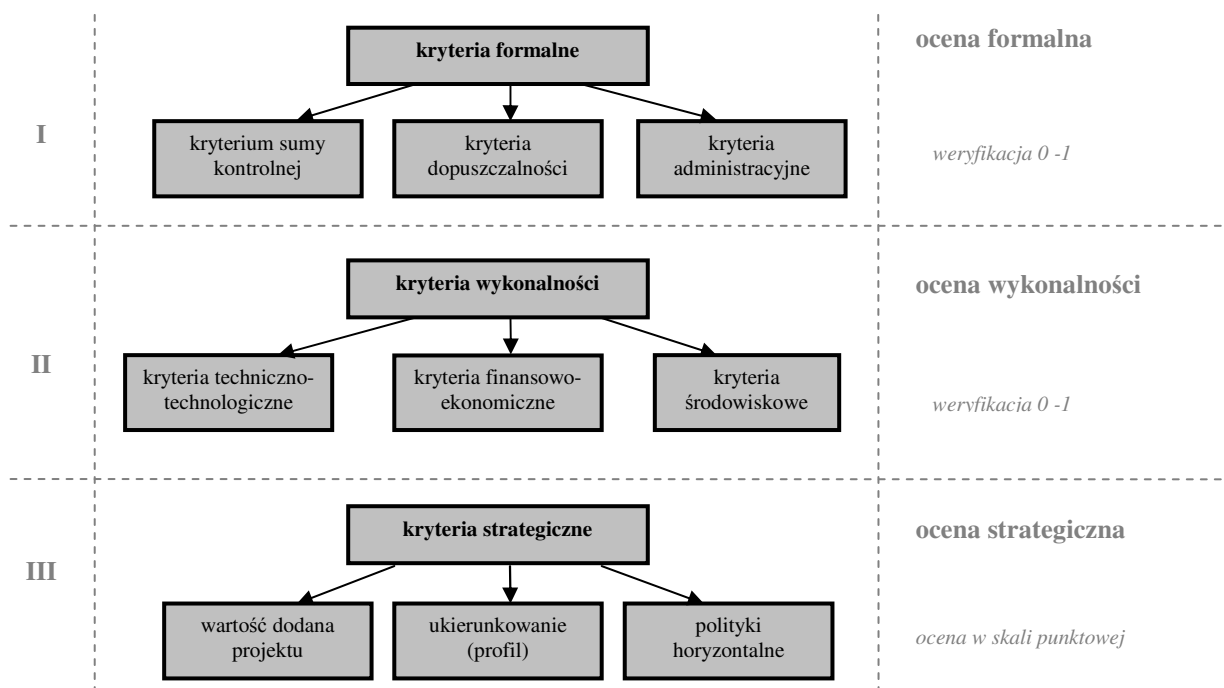 kryteria formalne
ocena formalna
I
kryterium sumy
kontrolnej
kryteria
dopuszczalności
kryteria
administracyjne
weryfikacja 0 -1
kryteria wykonalności
ocena wykonalności
II
kryteria techniczno-
technologiczne
kryteria finansowo-
ekonomiczne
kryteria
środowiskowe
weryfikacja 0 -1
kryteria strategiczne
ocena strategiczna
III
wartość dodana
projektu
ukierunkowanie
(profil)
polityki
horyzontalne
ocena w skali punktowej